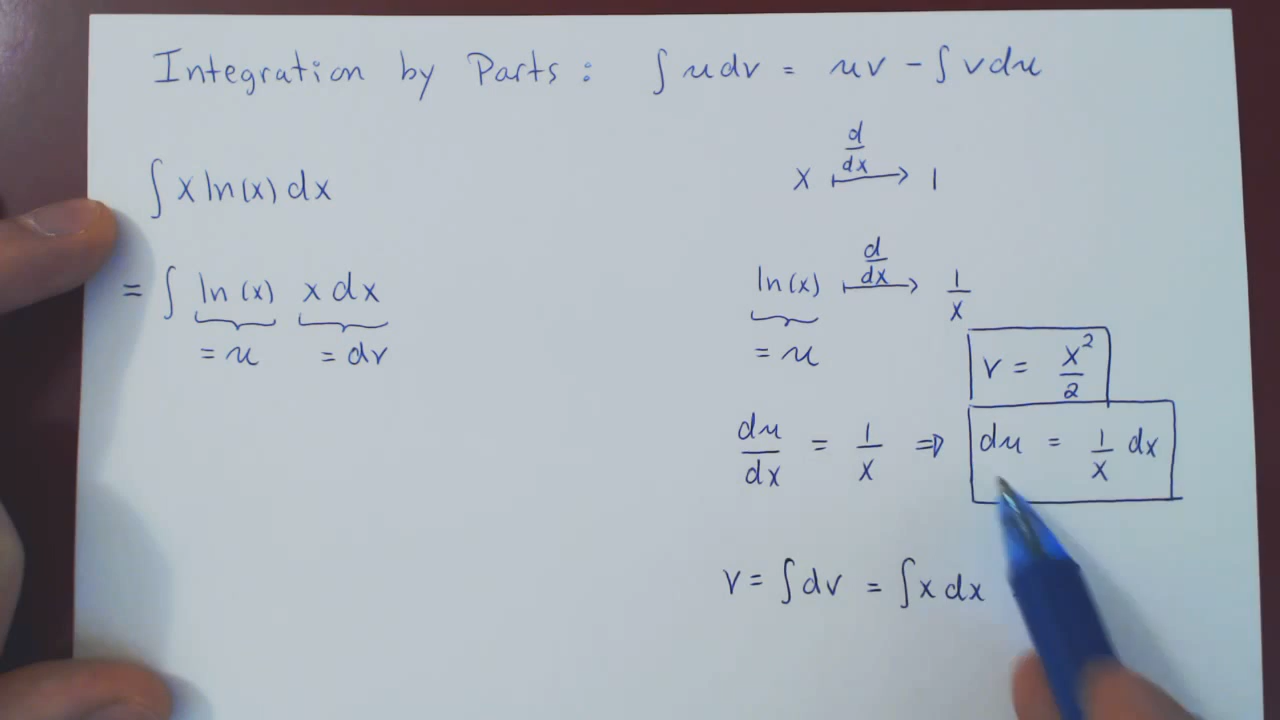 Integration by Parts: ∫ u dv = uv - ∫ v du
∫ x ln(x) dx
= ∫ ln(x) x dx
= u = dv
x d/dx ↦ 1
ln(x) d/dx ↦ 1/x
= u
v = x²/2
du/dx = 1/x ⇒ du = 1/x dx
v = ∫ dv = ∫ x dx